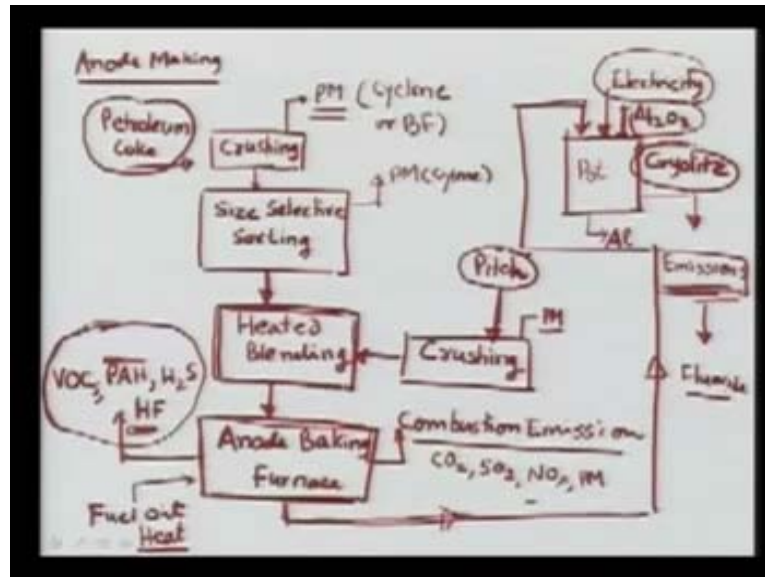 Anode Making
Petroleum
Coke
Crushing
PM (Cyclone
or BF)
Size Selective
Sorting
PM (Cyclone)
Heated
Blending
Pitch
Crushing
PM
Anode Baking
Furnace
VOCs, PAH, H2S
HF
Fuel Oil
Heat
Combustion Emission
CO2, SO2, NOx, PM
Electricity
Al2O3
Pot
Cryolite
Al
Emissions
Fluoride